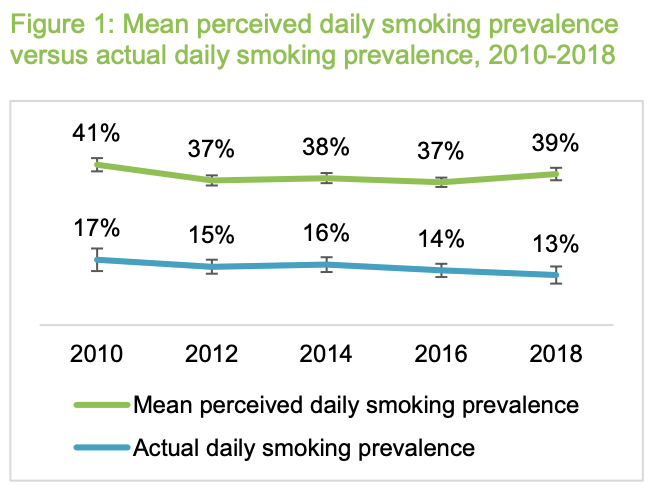 Figure 1: Mean perceived daily smoking prevalence
versus actual daily smoking prevalence, 2010-2018
41% 37% 38% 37% 39%
17% 15% 16% 14% 13%
2010 2012 2014 2016 2018
Mean perceived daily smoking prevalence
Actual daily smoking prevalence